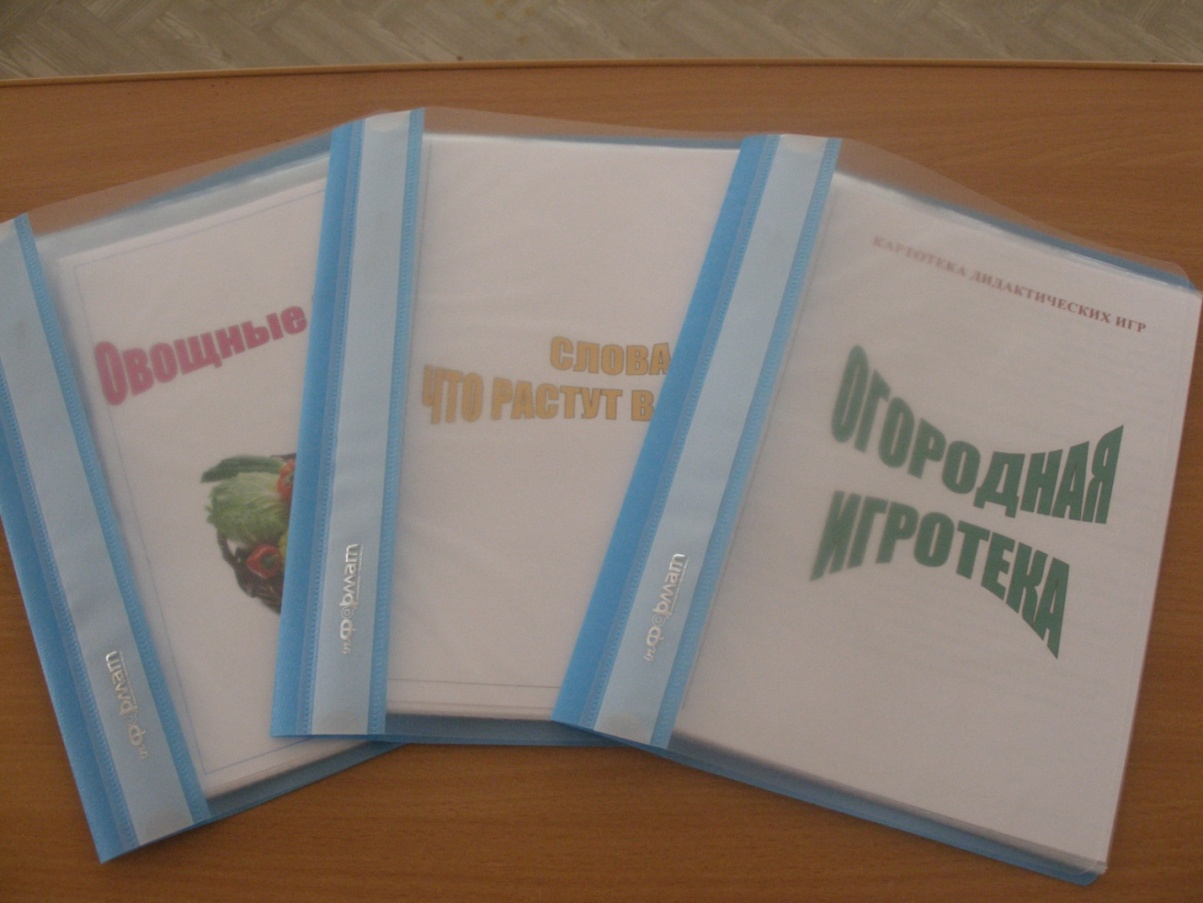 Овощные
inФормат
СЛОВА
ЧТО РАСТУТ В
inФормат
КАРТОТЕКА ДИДАКТИЧЕСКИХ ИГР
ОГОРОДНАЯ
ИГРОТЕКА
inФормат